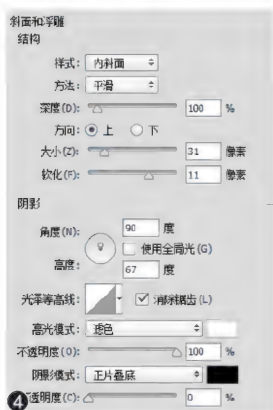 斜面和浮雕
结构
样式: 内斜面
方法: 平滑
深度(D): 100 %
方向: 上 下
大小(Z): 31 像素
软化(F): 11 像素
阴影
角度(N): 90 度
使用全局光(G)
高度: 67 度
光泽等高线: 消除锯齿(L)
高光模式: 滤色
不透明度(O): 100 %
阴影模式: 正片叠底
4 不透明度(C): 0 %